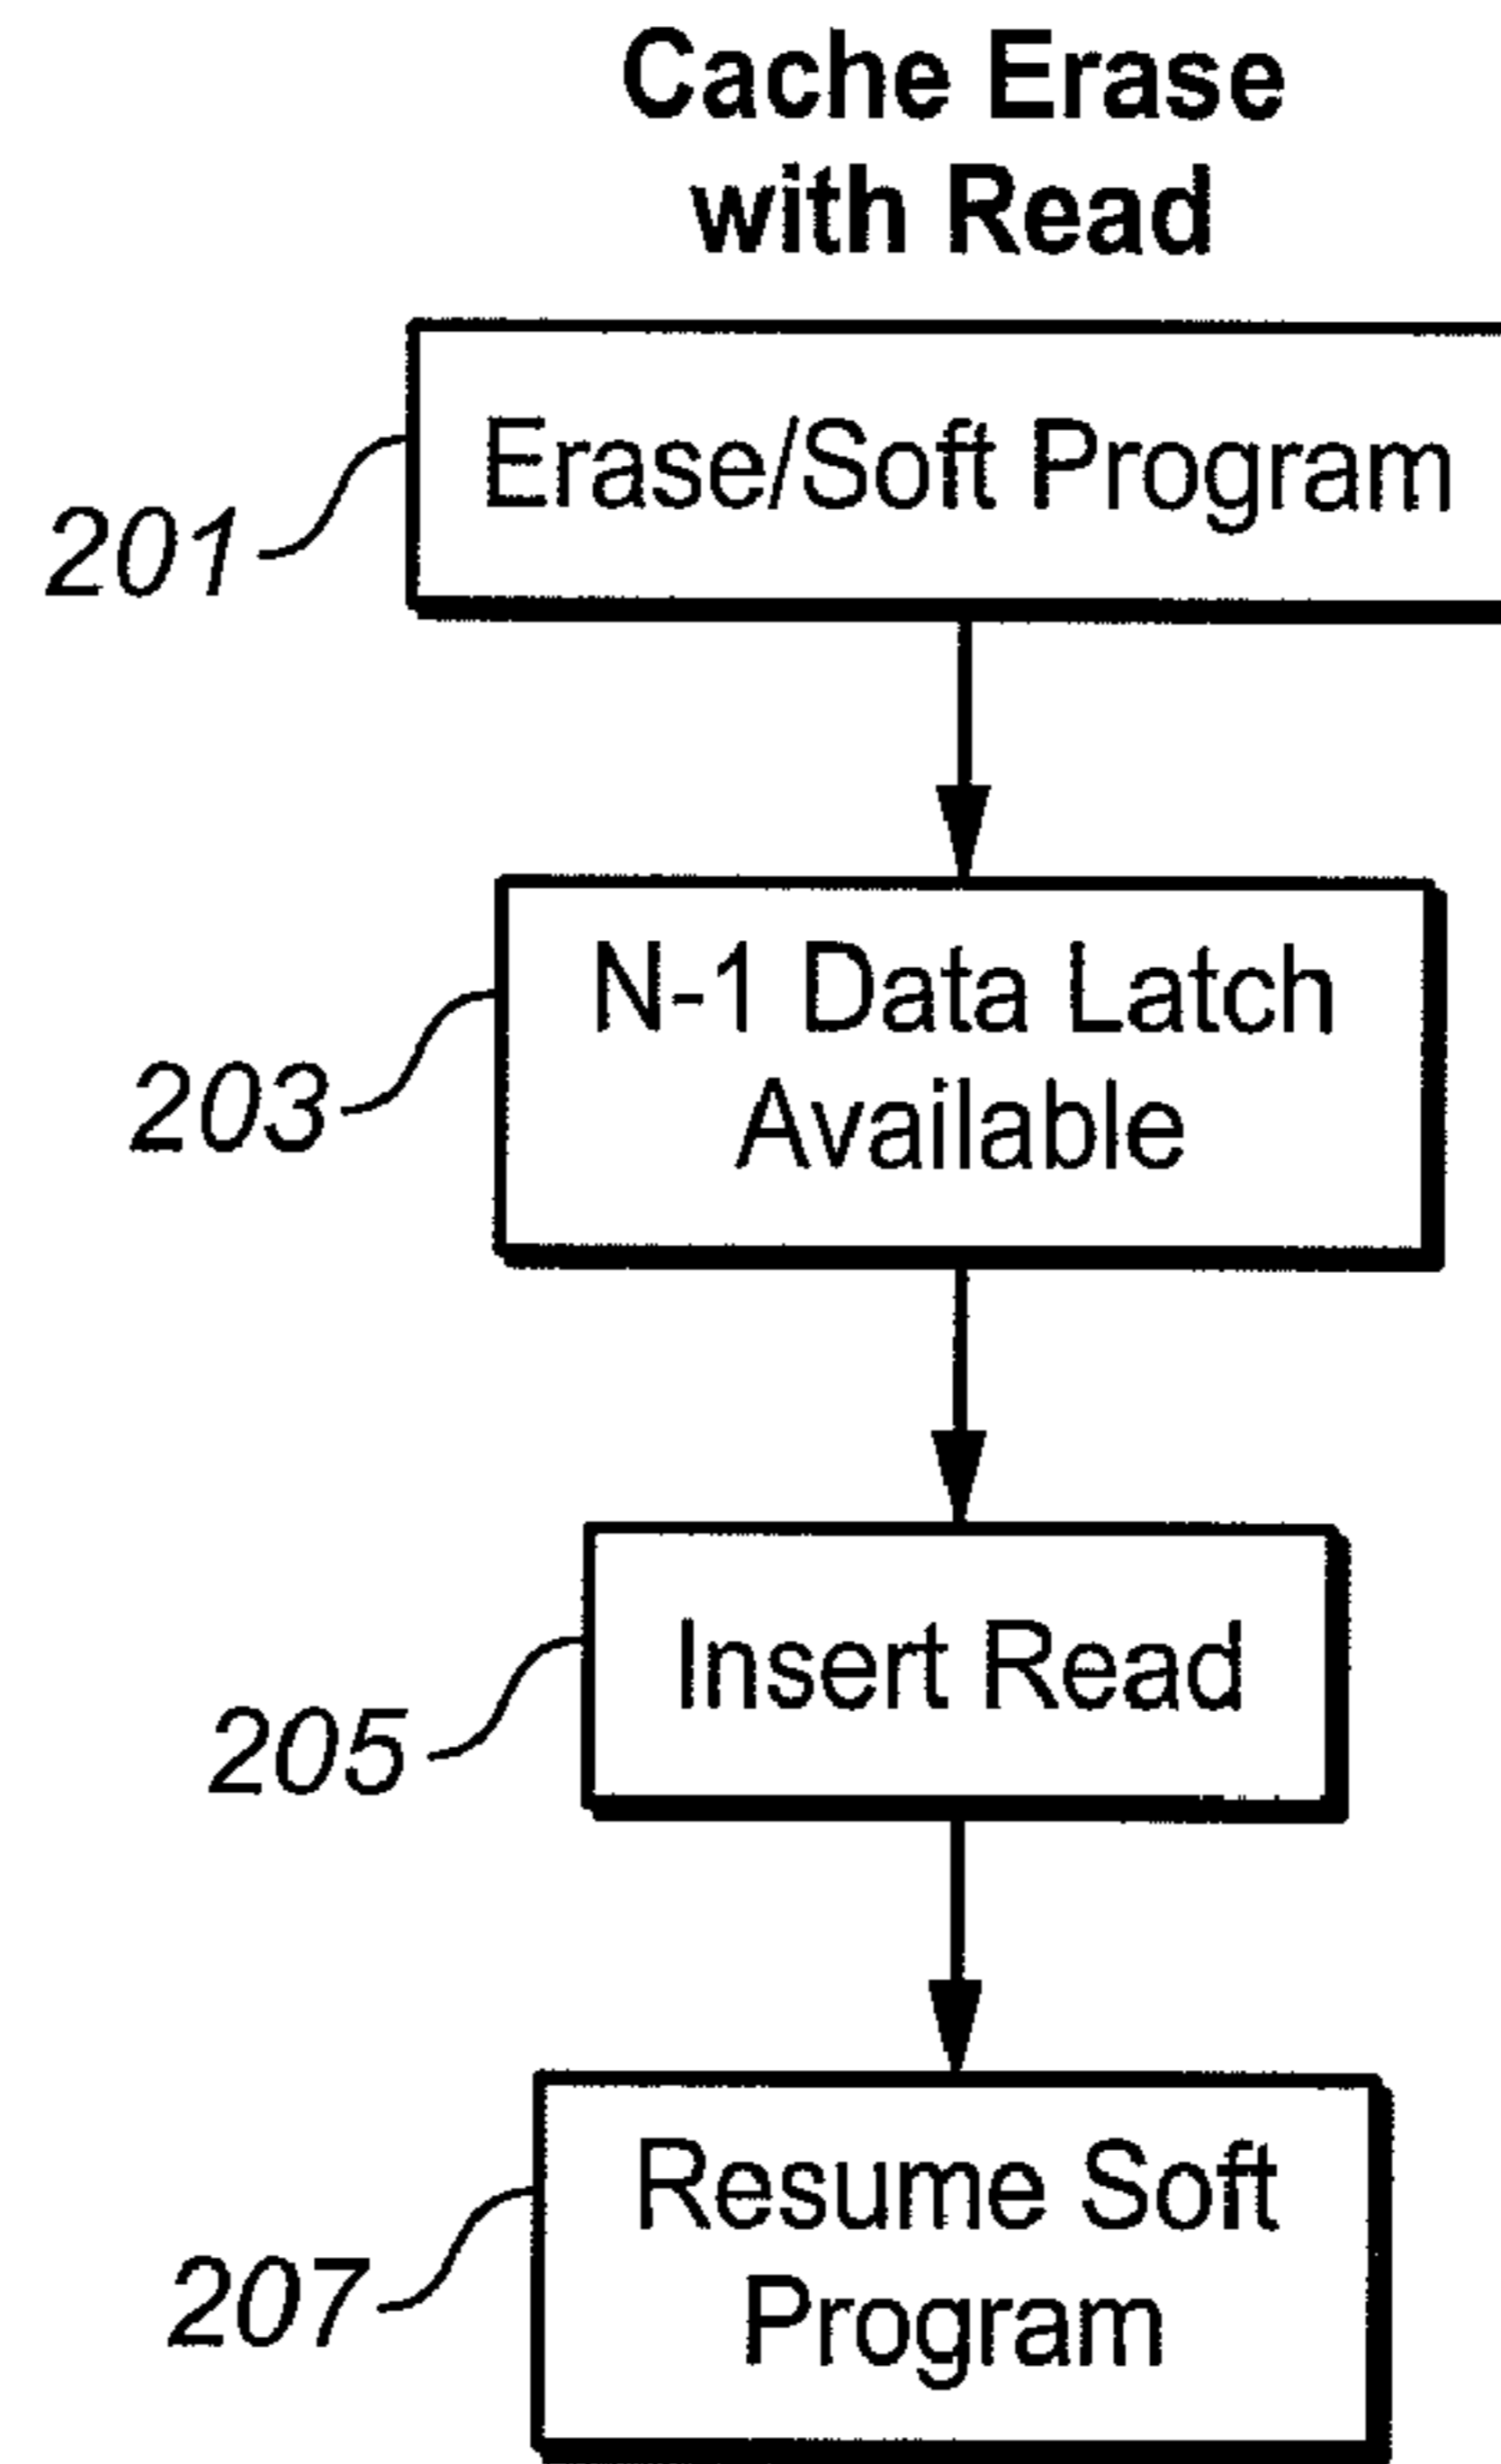 Cache Erase
with Read
Erase/Soft Program
201
N-1 Data Latch
Available
203
Insert Read
205
Resume Soft
Program
207